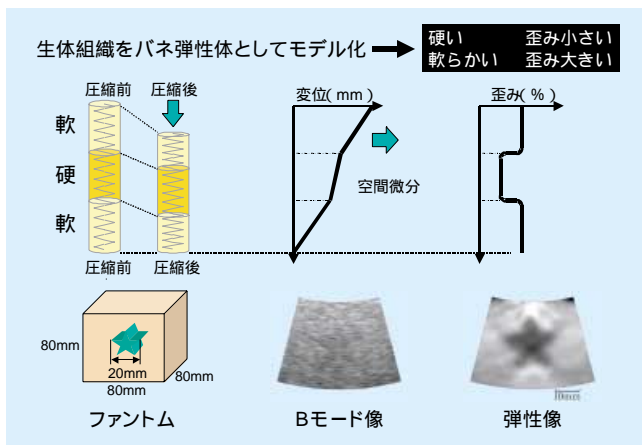 生体組織をバネ弾性体としてモデル化
硬い 歪み小さい
軟らかい 歪み大きい
圧縮前 圧縮後
変位(mm)
歪み(%)
軟
硬
軟
空間微分
圧縮前 圧縮後
80mm
20mm
80mm
80mm
ファントム
Bモード像
弾性像